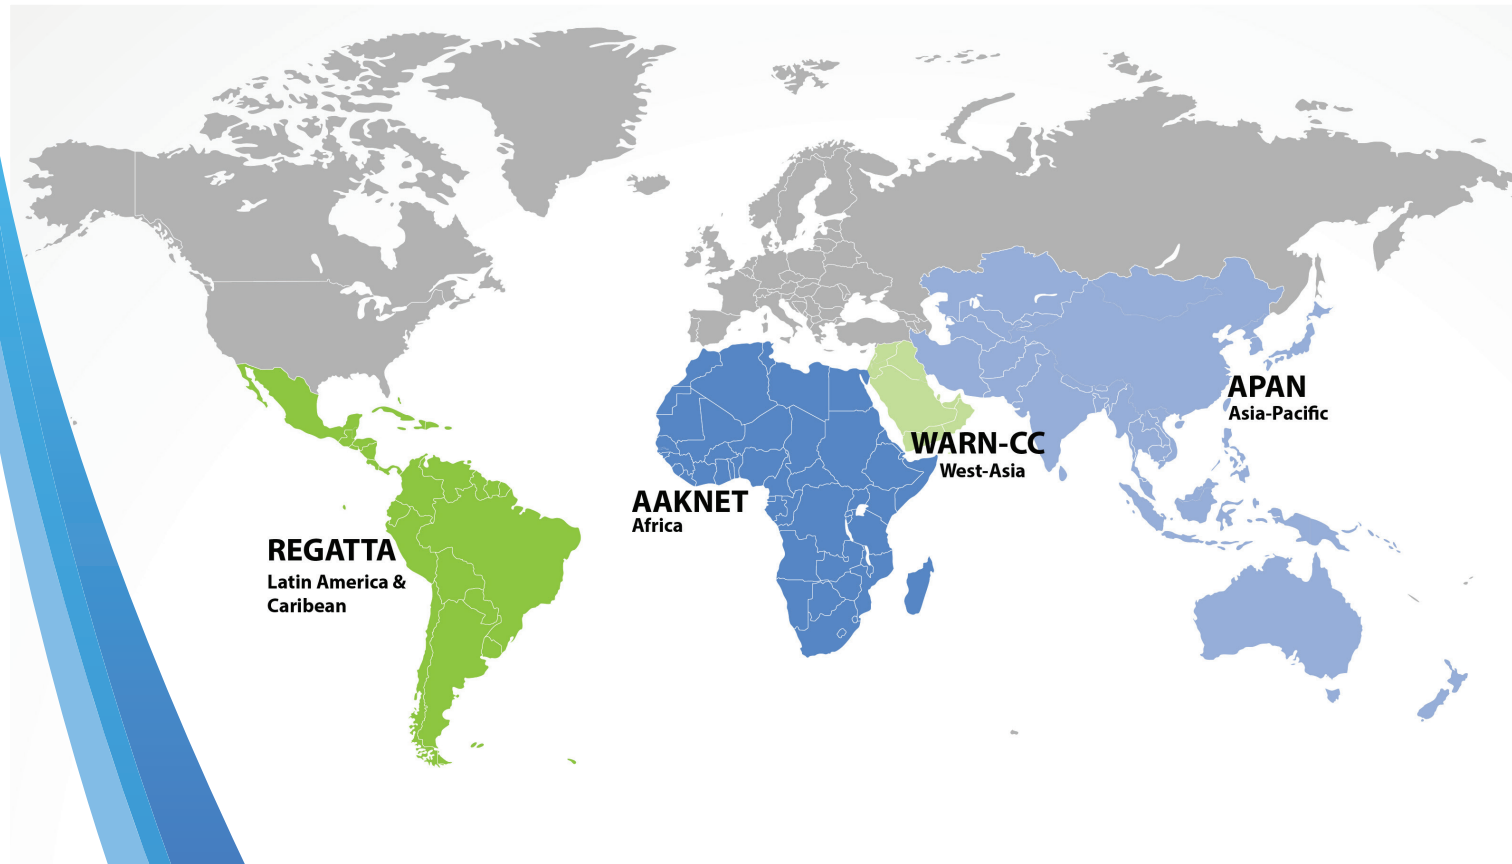 APAN
Asia-Pacific
WARN-CC
West-Asia
AAKNET
Africa
REGATTA
Latin America &
Caribean